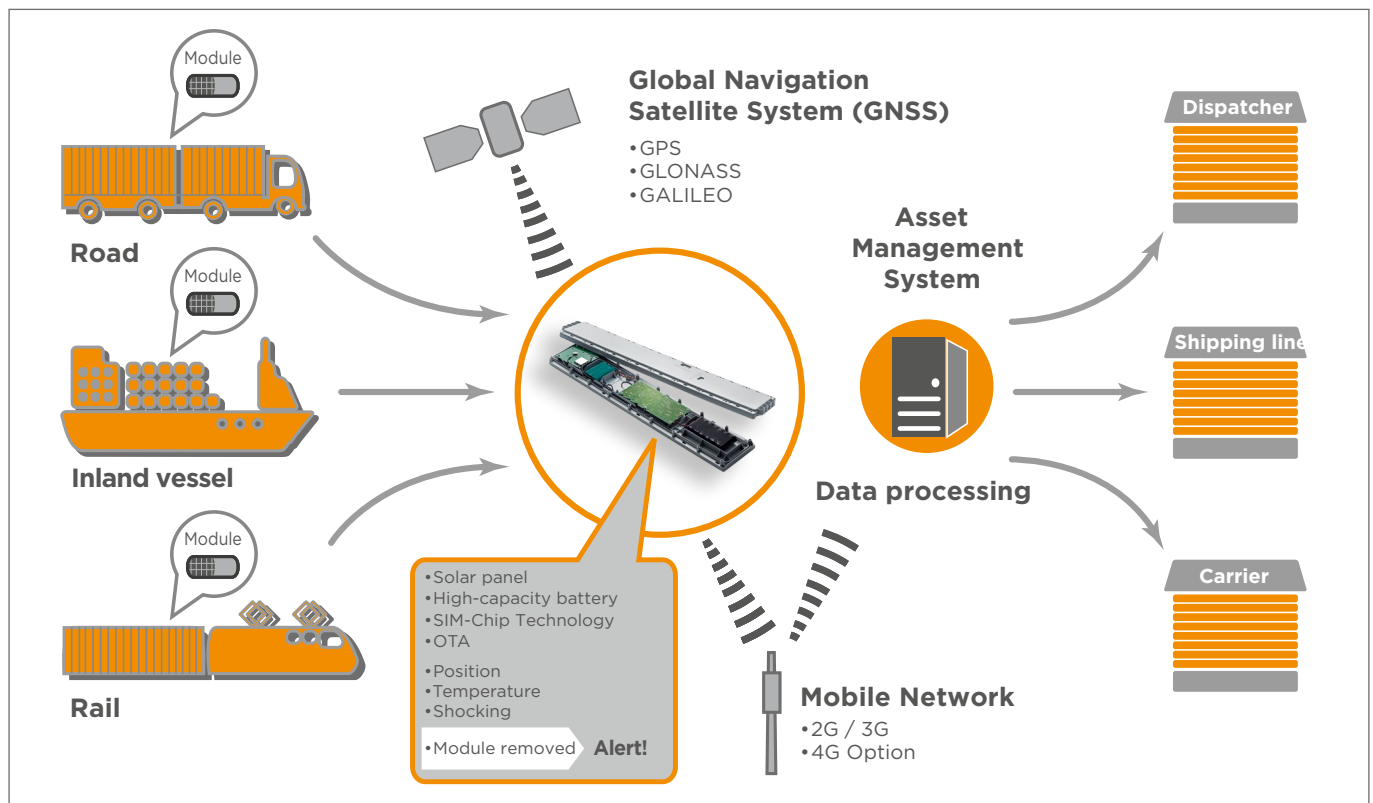 Module
Road
Module
Inland vessel
Module
Rail
Global Navigation
Satellite System (GNSS)
•GPS
•GLONASS
•GALILEO
•Solar panel
•High-capacity battery
•SIM-Chip Technology
•OTA
•Position
•Temperature
•Shocking
•Module removed Alert!
Asset
Management
System
Data processing
Mobile Network
•2G / 3G
•4G Option
Dispatcher
Shipping line
Carrier